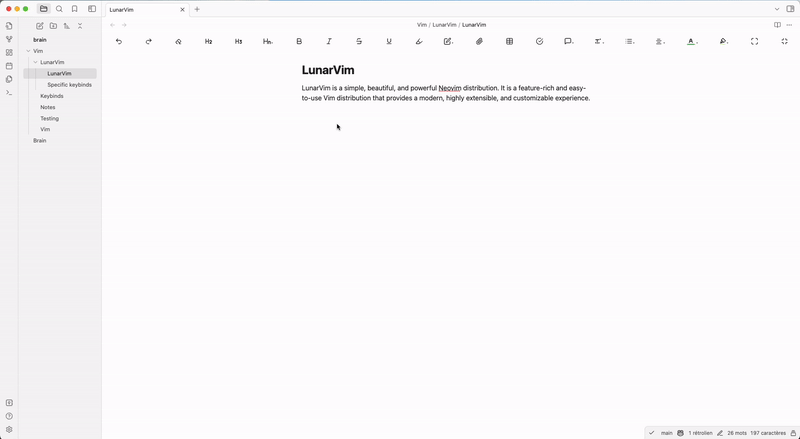 LunarVim
Vim / LunarVim / LunarVim
brain
Vim
LunarVim
LunarVim
Specific keybinds
Keybinds
Notes
Testing
Vim
Brain
H2
H3
Hn
B
I
S
U
LunarVim
LunarVim is a simple, beautiful, and powerful Neovim distribution. It is a feature-rich and easy-
to-use Vim distribution that provides a modern, highly extensible, and customizable experience.
main
1 rétrolien
26 mots
197 caractères